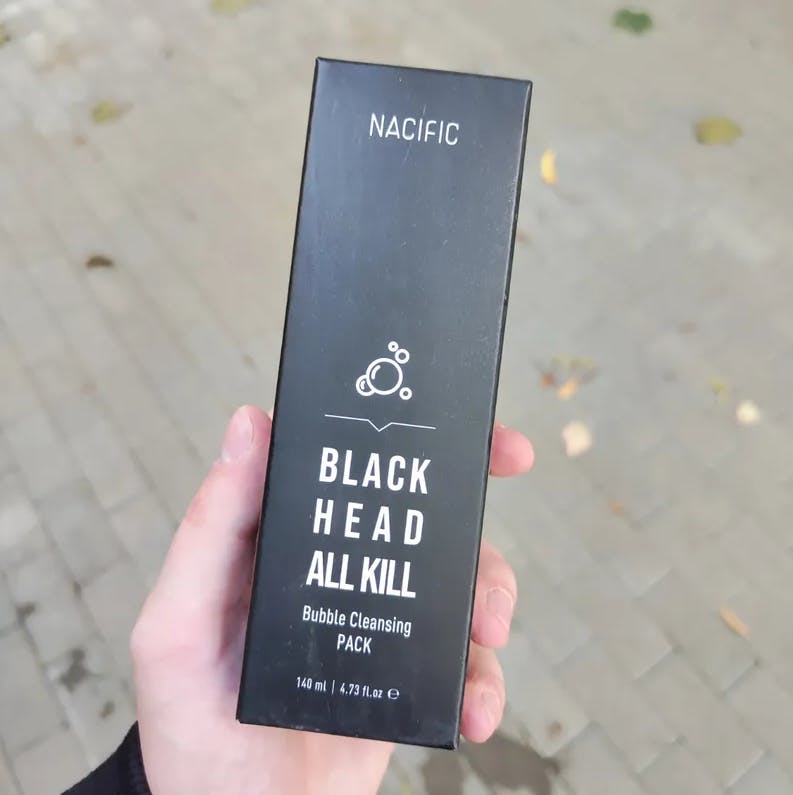 NACIFIC
BLACK
HEAD
ALL KILL
Bubble Cleansing
PACK
140 ml | 4.73 fl.oz ℮